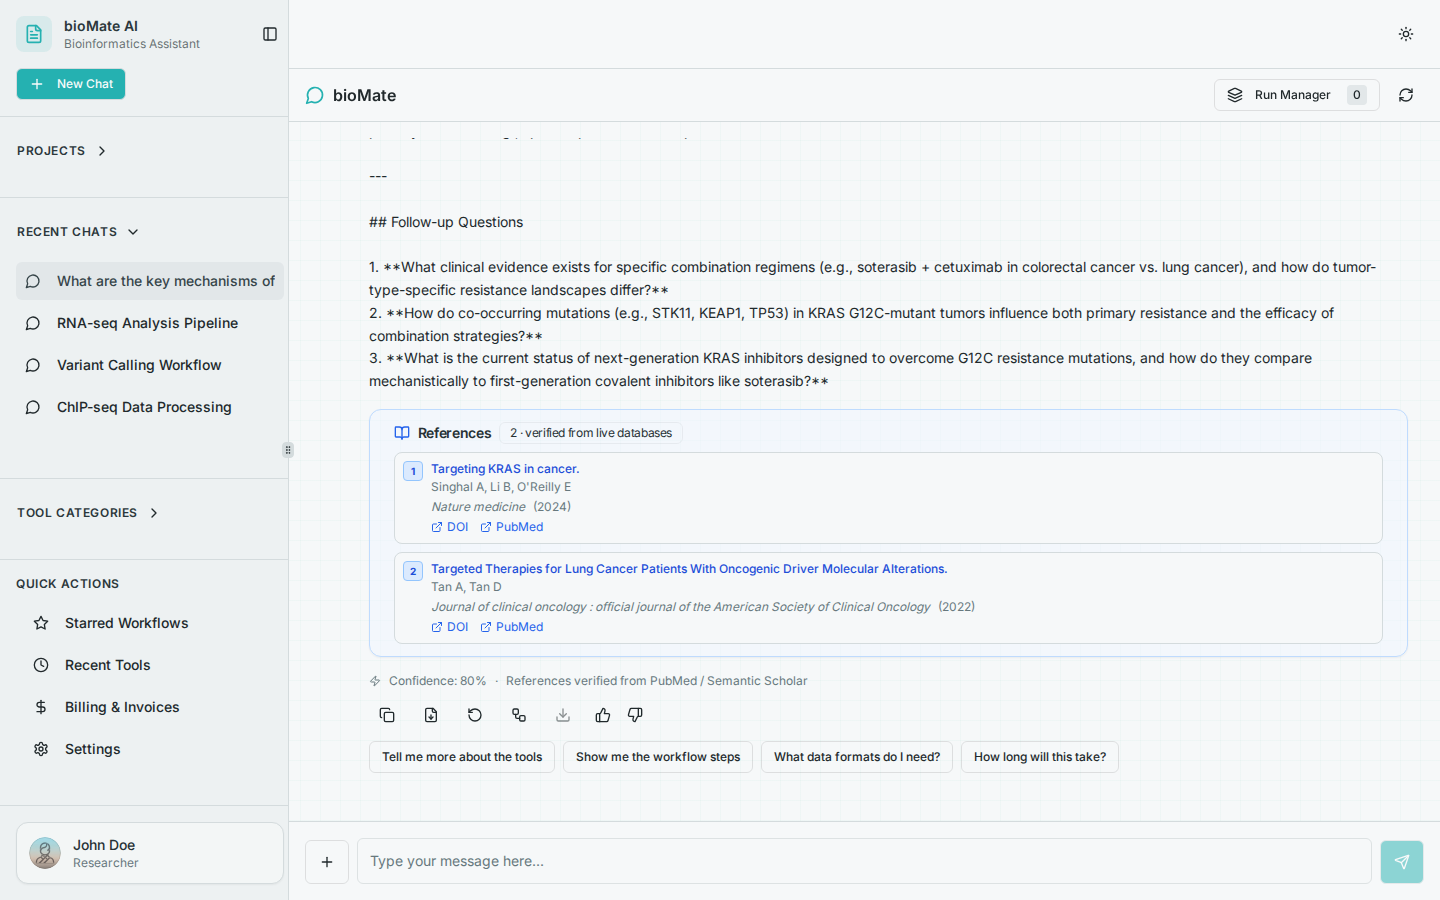 bioMate AI
Bioinformatics Assistant
New Chat
PROJECTS
RECENT CHATS
What are the key mechanisms of
RNA-seq Analysis Pipeline
Variant Calling Workflow
ChIP-seq Data Processing
TOOL CATEGORIES
QUICK ACTIONS
Starred Workflows
Recent Tools
Billing & Invoices
Settings
John Doe
Researcher
bioMate
Run Manager 0
---
## Follow-up Questions
1. **What clinical evidence exists for specific combination regimens (e.g., soterasib + cetuximab in colorectal cancer vs. lung cancer), and how do tumor-
type-specific resistance landscapes differ?**
2. **How do co-occurring mutations (e.g., STK11, KEAP1, TP53) in KRAS G12C-mutant tumors influence both primary resistance and the efficacy of
combination strategies?**
3. **What is the current status of next-generation KRAS inhibitors designed to overcome G12C resistance mutations, and how do they compare
mechanistically to first-generation covalent inhibitors like soterasib?**
References 2 · verified from live databases
1 Targeting KRAS in cancer.
Singhal A, Li B, O'Reilly E
Nature medicine (2024)
DOI PubMed
2 Targeted Therapies for Lung Cancer Patients With Oncogenic Driver Molecular Alterations.
Tan A, Tan D
Journal of clinical oncology : official journal of the American Society of Clinical Oncology (2022)
DOI PubMed
Confidence: 80% · References verified from PubMed / Semantic Scholar
Tell me more about the tools
Show me the workflow steps
What data formats do I need?
How long will this take?
Type your message here...